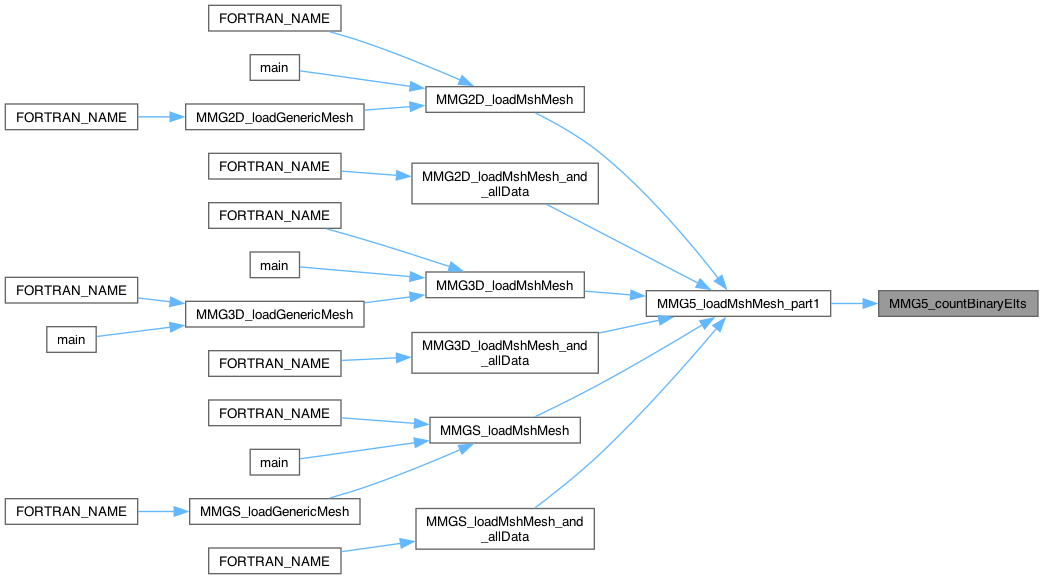 FORTRAN_NAME
main
MMG2D_loadMshMesh
FORTRAN_NAME
MMG2D_loadGenericMesh
FORTRAN_NAME
MMG2D_loadMshMesh_and
_allData
FORTRAN_NAME
main
MMG3D_loadMshMesh
FORTRAN_NAME
MMG5_loadMshMesh_part1
MMG5_countBinaryElts
MMG3D_loadGenericMesh
main
MMG3D_loadMshMesh_and
_allData
FORTRAN_NAME
FORTRAN_NAME
MMGS_loadMshMesh
main
FORTRAN_NAME
MMGS_loadGenericMesh
MMGS_loadMshMesh_and
_allData
FORTRAN_NAME